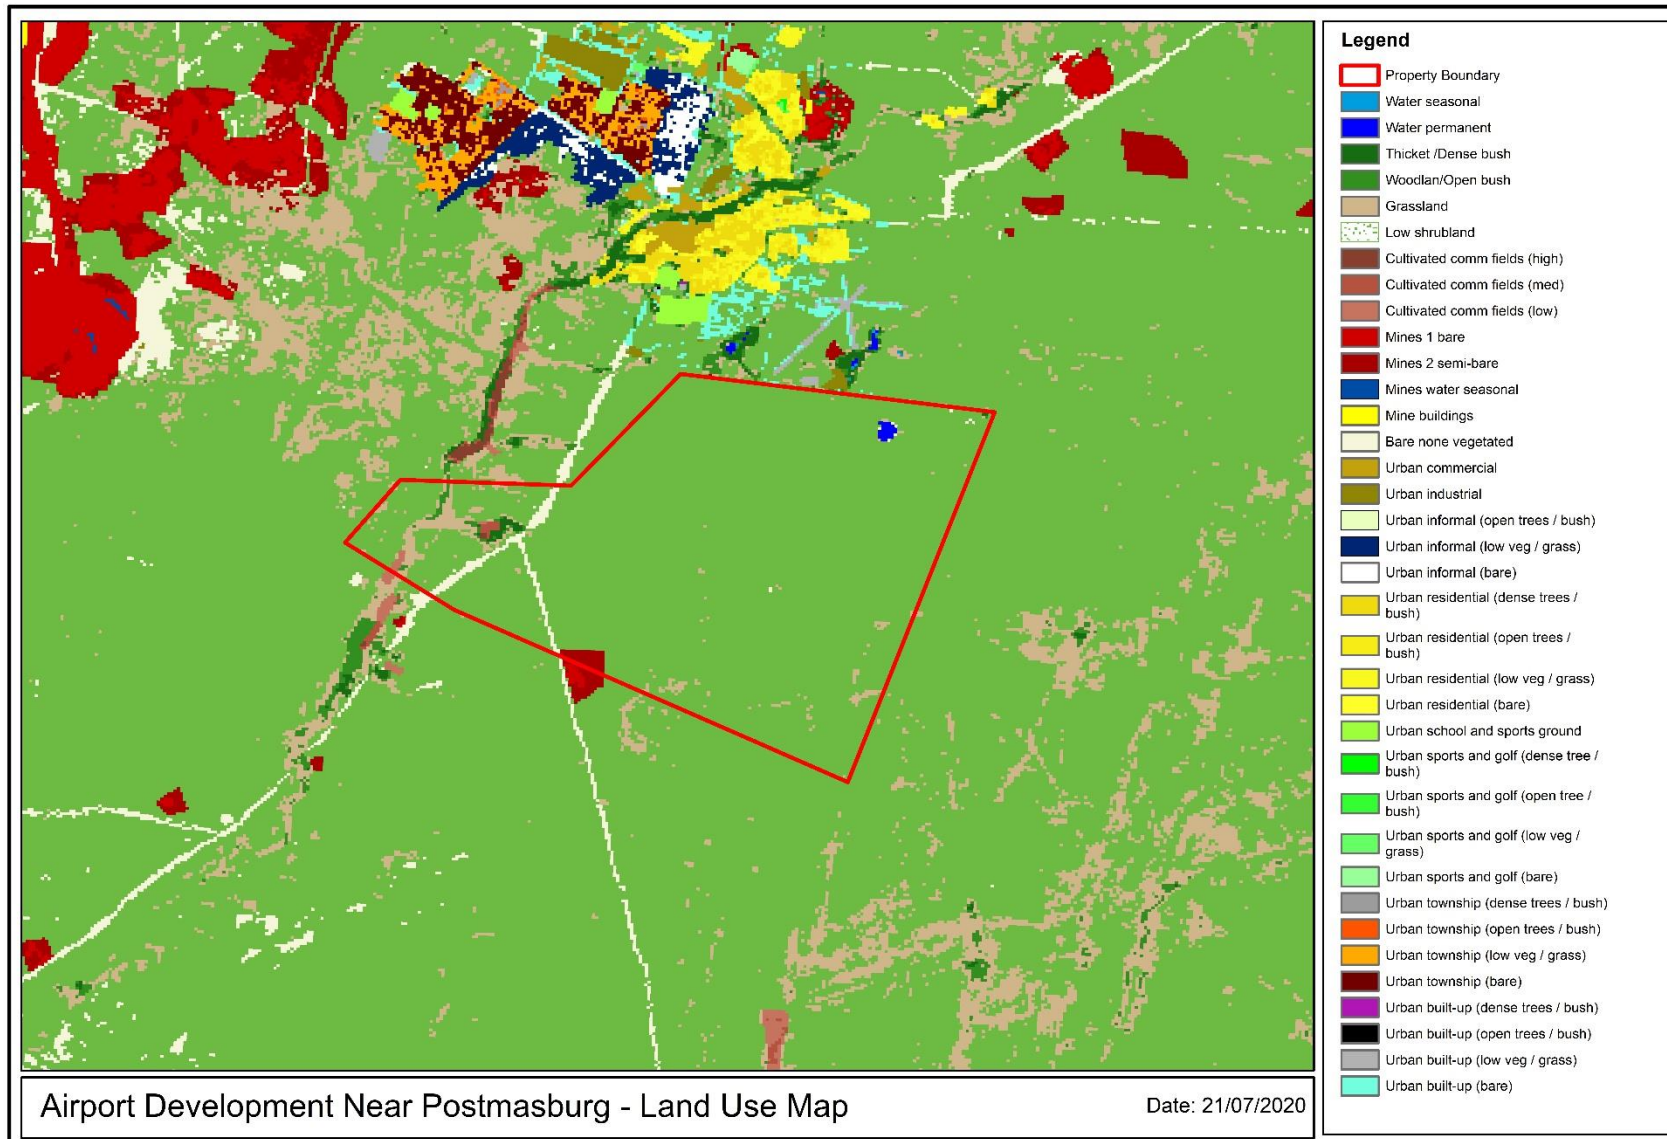 Legend
Property Boundary
Water seasonal
Water permanent
Thicket /Dense bush
Woodlan/Open bush
Grassland
Low shrubland
Cultivated comm fields (high)
Cultivated comm fields (med)
Cultivated comm fields (low)
Mines 1 bare
Mines 2 semi-bare
Mines water seasonal
Mine buildings
Bare none vegetated
Urban commercial
Urban industrial
Urban informal (open trees / bush)
Urban informal (low veg / grass)
Urban informal (bare)
Urban residential (dense trees /
bush)
Urban residential (open trees /
bush)
Urban residential (low veg / grass)
Urban residential (bare)
Urban school and sports ground
Urban sports and golf (dense tree /
bush)
Urban sports and golf (open tree /
bush)
Urban sports and golf (low veg /
grass)
Urban sports and golf (bare)
Urban township (dense trees / bush)
Urban township (open trees / bush)
Urban township (low veg / grass)
Urban township (bare)
Urban built-up (dense trees / bush)
Urban built-up (open trees / bush)
Urban built-up (low veg / grass)
Urban built-up (bare)
Airport Development Near Postmasburg - Land Use Map
Date: 21/07/2020